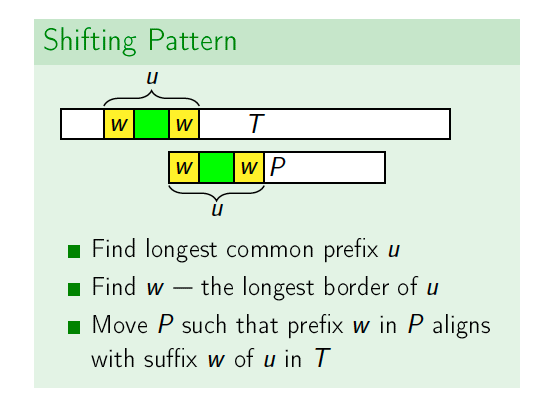 Shifting Pattern
u
w w T
w w P
u
Find longest common prefix u
Find w — the longest border of u
Move P such that prefix w in P aligns
with suffix w of u in T